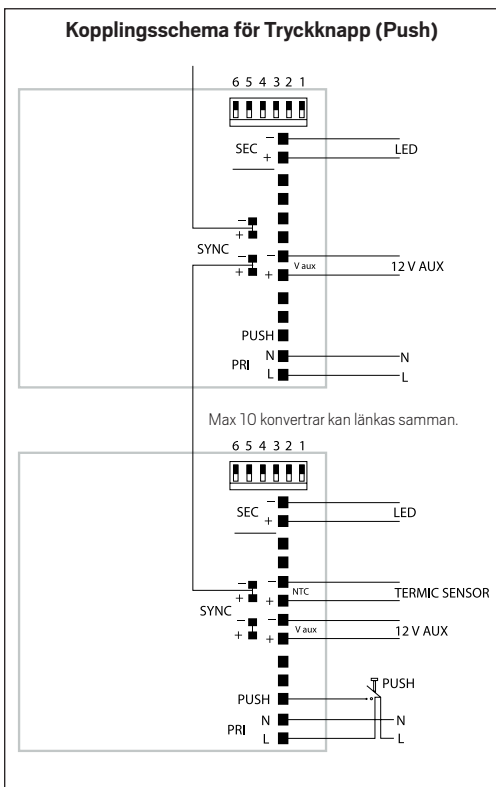 Kopplingsschema för Tryckknapp (Push)
6 5 4 3 2 1
SEC
−
+
LED
−
+
SYNC
−
+
−
V aux
+
12 V AUX
PUSH
PRI
N
N
L
L
Max 10 konvertrar kan länkas samman.
6 5 4 3 2 1
SEC
−
+
LED
−
+
SYNC
−
+
−
NTC
+
TERMIC SENSOR
−
V aux
+
12 V AUX
PUSH
PUSH
PRI
N
N
L
L